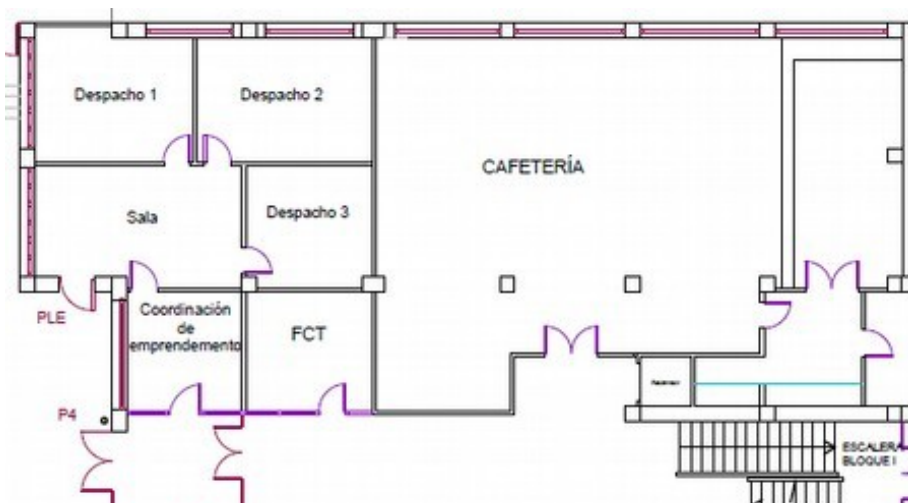 Despacho 1
Despacho 2
CAFETERÍA
Sala
Despacho 3
PLE
Coordinación
de
emprendemento
FCT
P4
ESCALERA
BLOQUE I